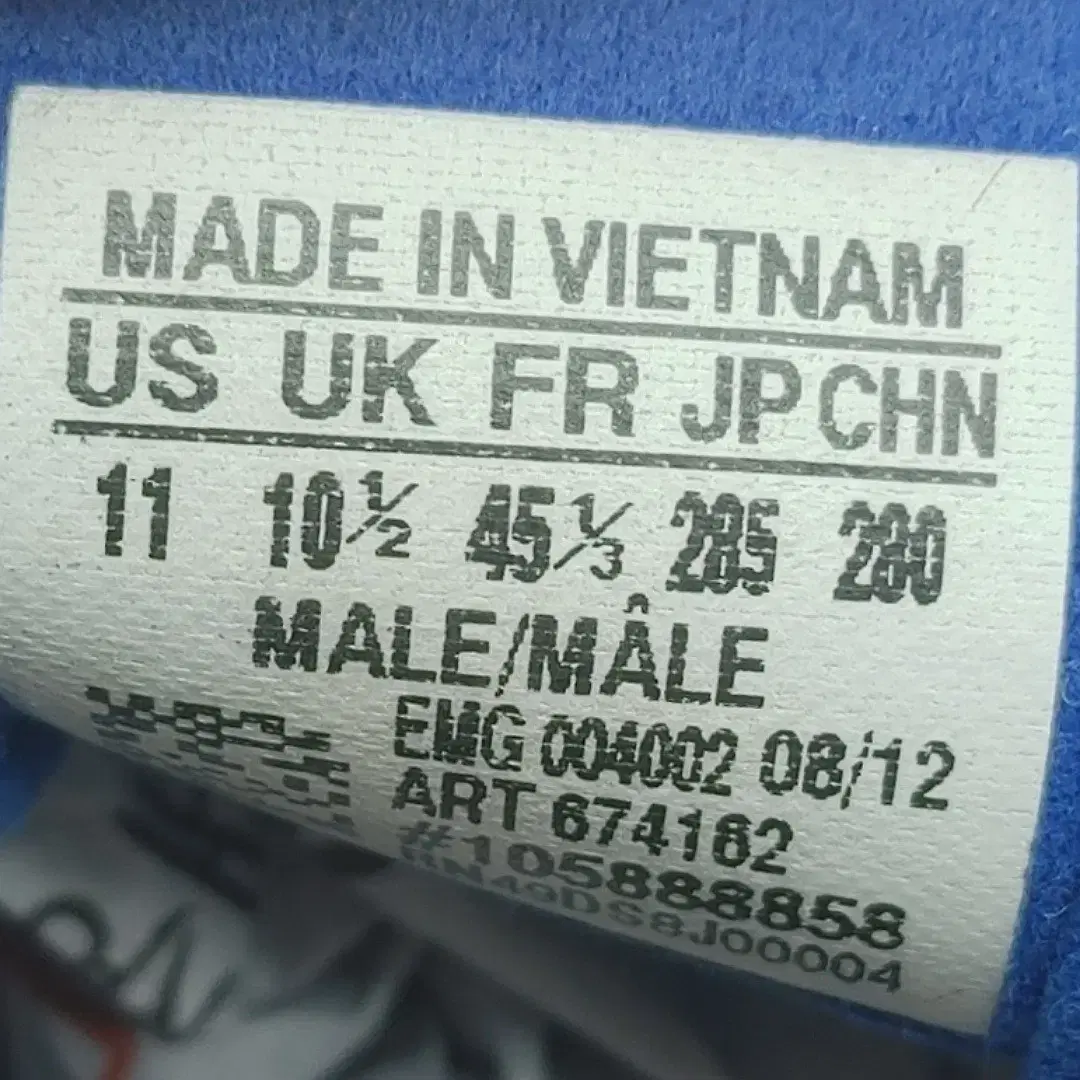 MADE IN VIETNAM
US UK FR JP CHN
11 10½ 45⅓ 285 280
MALE/MÂLE
EMG 004002 08/12
ART 674162
#105888858